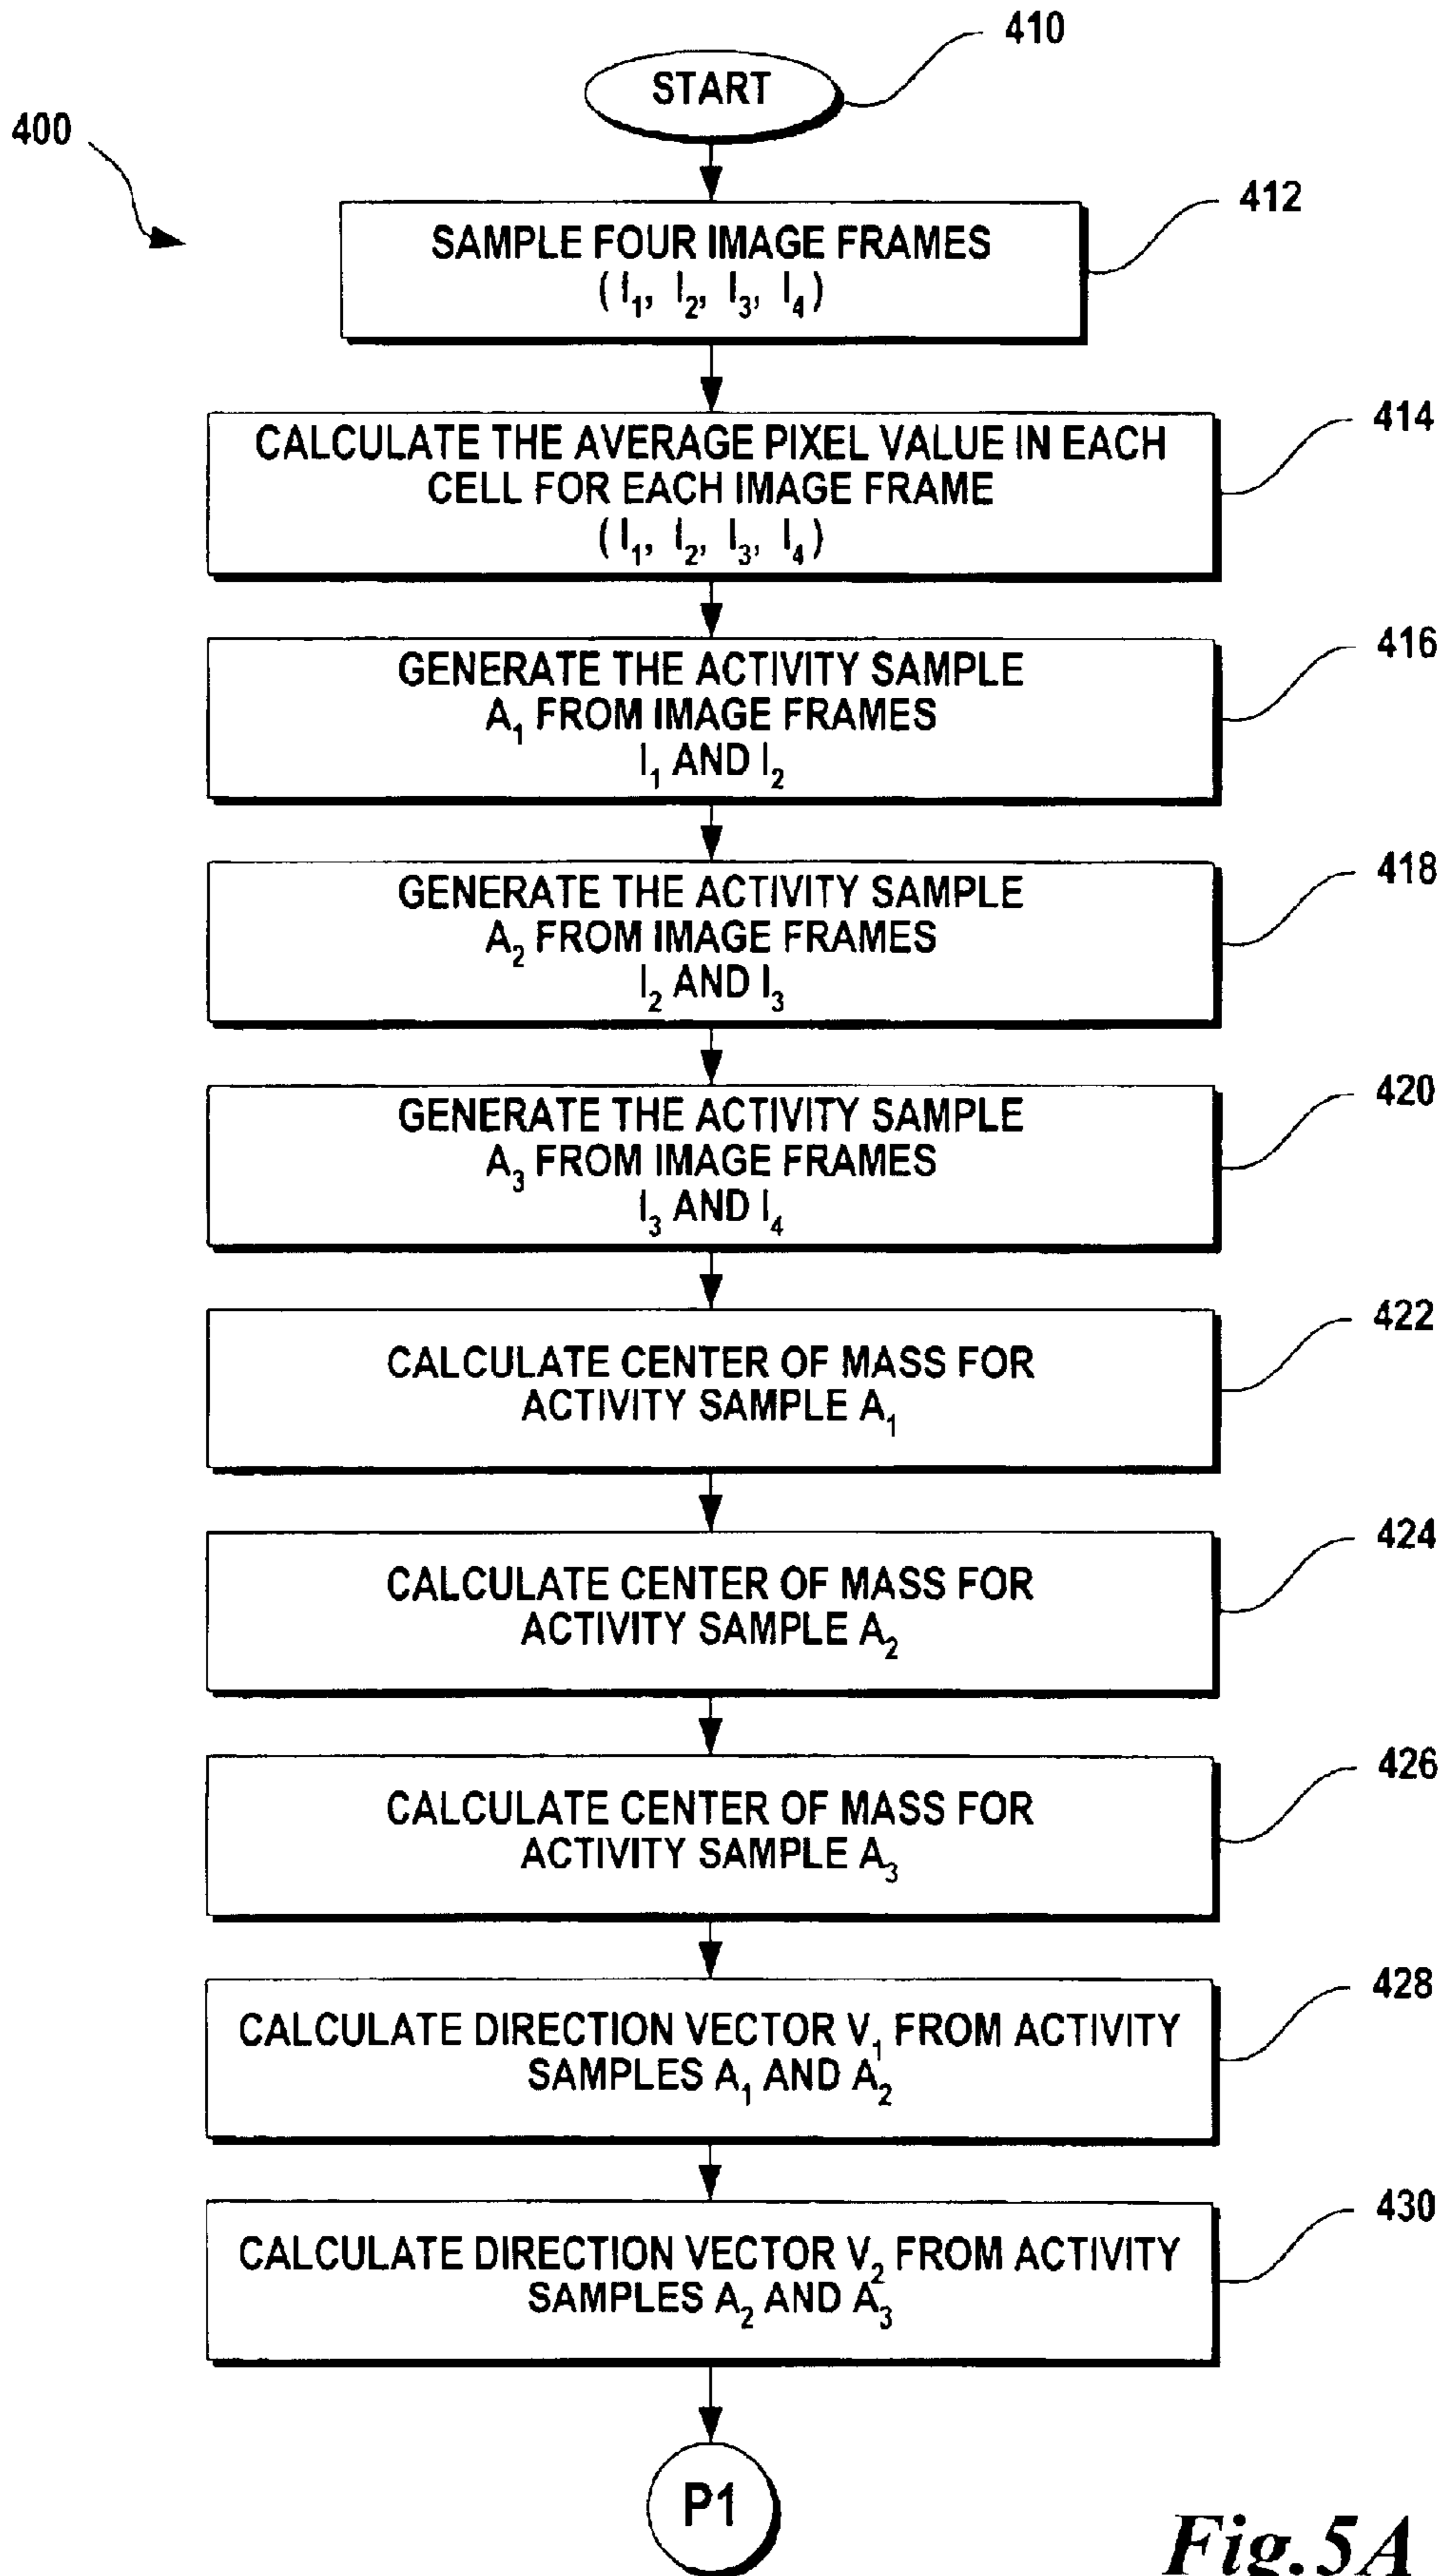 410
START
400
412
SAMPLE FOUR IMAGE FRAMES
( I₁, I₂, I₃, I₄ )
414
CALCULATE THE AVERAGE PIXEL VALUE IN EACH
CELL FOR EACH IMAGE FRAME
( I₁, I₂, I₃, I₄ )
416
GENERATE THE ACTIVITY SAMPLE
A₁ FROM IMAGE FRAMES
I₁ AND I₂
418
GENERATE THE ACTIVITY SAMPLE
A₂ FROM IMAGE FRAMES
I₂ AND I₃
420
GENERATE THE ACTIVITY SAMPLE
A₃ FROM IMAGE FRAMES
I₃ AND I₄
422
CALCULATE CENTER OF MASS FOR
ACTIVITY SAMPLE A₁
424
CALCULATE CENTER OF MASS FOR
ACTIVITY SAMPLE A₂
426
CALCULATE CENTER OF MASS FOR
ACTIVITY SAMPLE A₃
428
CALCULATE DIRECTION VECTOR V₁ FROM ACTIVITY
SAMPLES A₁ AND A₂
430
CALCULATE DIRECTION VECTOR V₂ FROM ACTIVITY
SAMPLES A₂ AND A₃
P1
Fig.5A